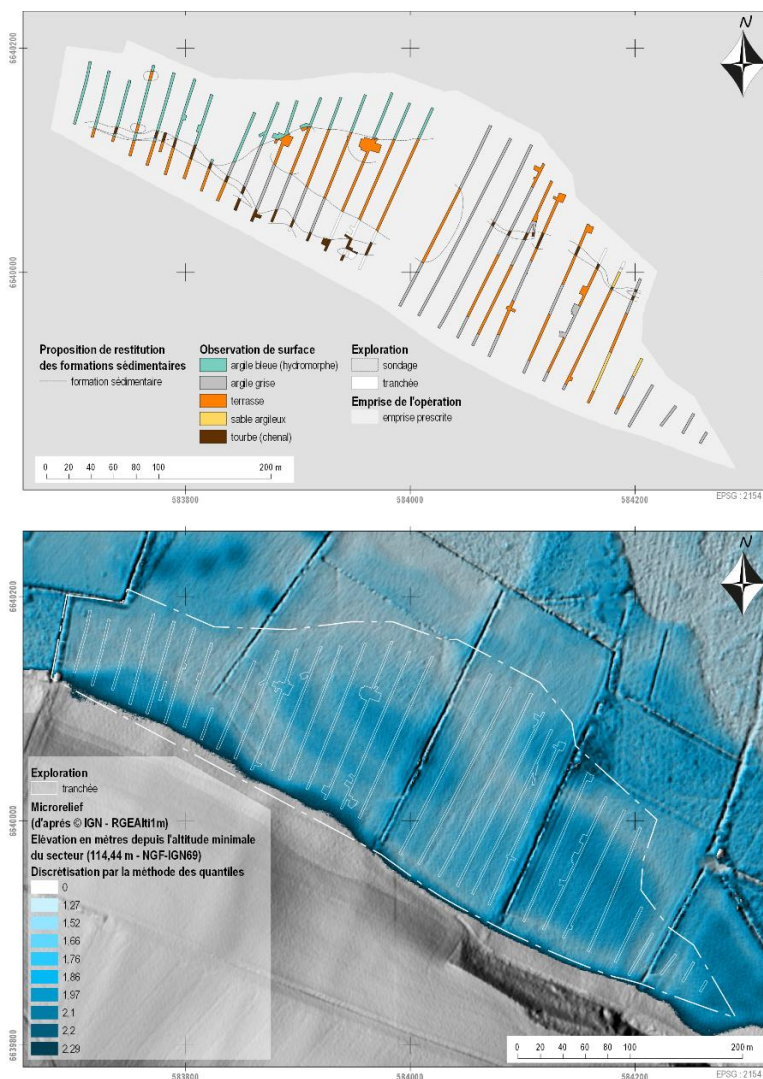 6640200
N
6640000
Proposition de restitution
des formations sédimentaires
formation sédimentaire
Observation de surface
argile bleue (hydromorphe)
argile grise
terrasse
sable argileux
tourbe (chenal)
Exploration
sondage
tranchée
Emprise de l'opération
emprise prescrite
0 20 40 60 80 100 200 m
583800 584000 584200
EPSG : 2154
6640200
N
6640000
Exploration
tranchée
Microrelief
(d'après © IGN - RGEAlti1m)
Elévation en mètres depuis l'altitude minimale
du secteur (114,44 m - NGF-IGN69)
Discrétisation par la méthode des quantiles
0
1,27
1,52
1,66
1,76
1,86
1,97
2,1
2,2
2,29
6639800
0 20 40 60 80 100 200 m
583800 584000 584200
EPSG : 2154